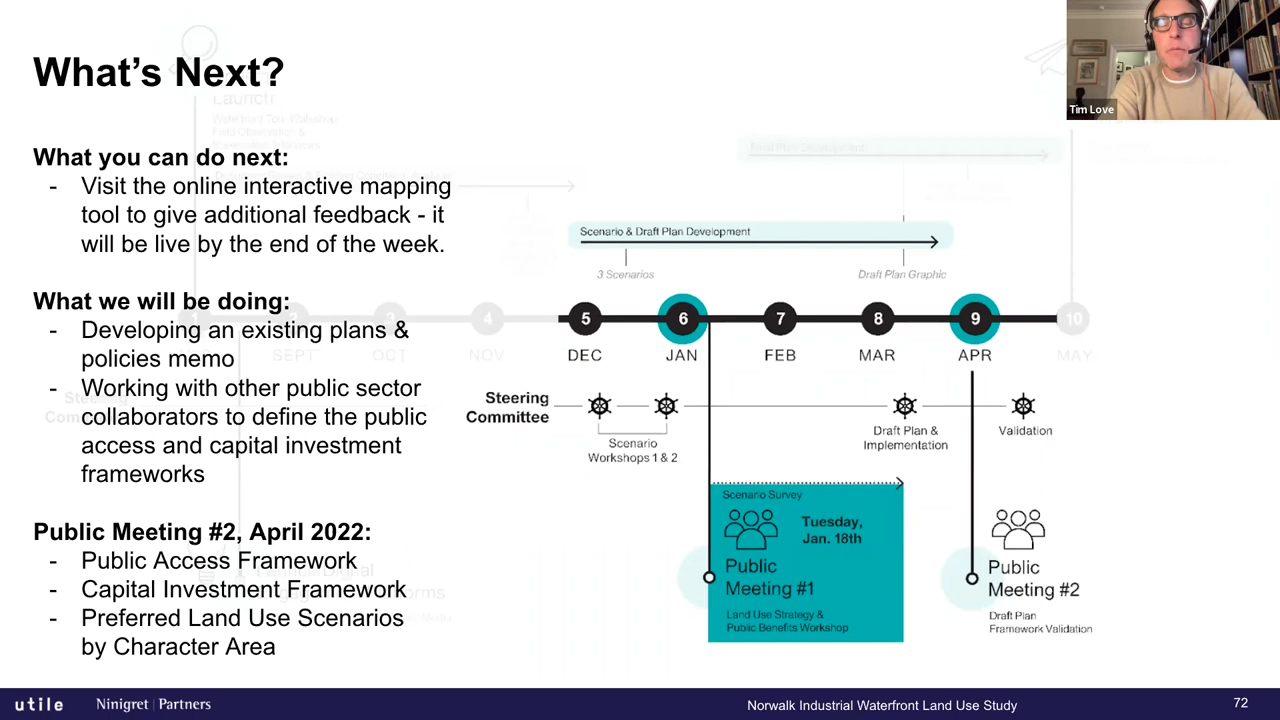 What's Next?
Tim Love
What you can do next:
- Visit the online interactive mapping
tool to give additional feedback - it
will be live by the end of the week.
What we will be doing:
- Developing an existing plans &
policies memo
- Working with other public sector
collaborators to define the public
access and capital investment
frameworks
Public Meeting #2, April 2022:
- Public Access Framework
- Capital Investment Framework
- Preferred Land Use Scenarios
by Character Area
Launch
Scenario & Draft Plan Development
3 Scenarios
Draft Plan Graphic
4 5 6 7 8 9 10
SEPT OCT NOV DEC JAN FEB MAR APR MAY
Steering
Committee
Scenario
Workshops 1 & 2
Draft Plan &
Implementation
Validation
Scenario Survey
Tuesday,
Jan. 18th
Public
Meeting #1
Land Use Strategy &
Public Benefits Workshop
Public
Meeting #2
Draft Plan
Framework Validation
utile
Ninigret | Partners
Norwalk Industrial Waterfront Land Use Study
72